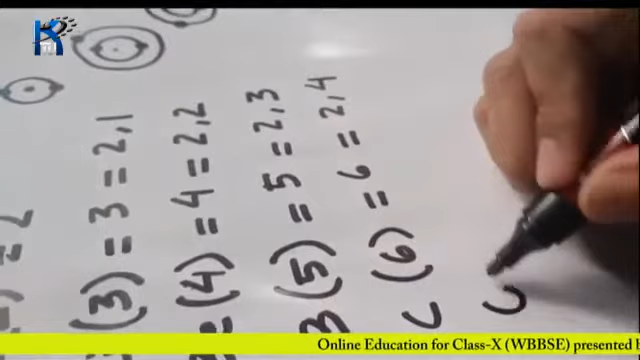 = 2
(3) = 3 = 2,1
(4) = 4 = 2,2
B (5) = 5 = 2,3
C (6) = 6 = 2,4
C
Online Education for Class-X (WBBSE) presented